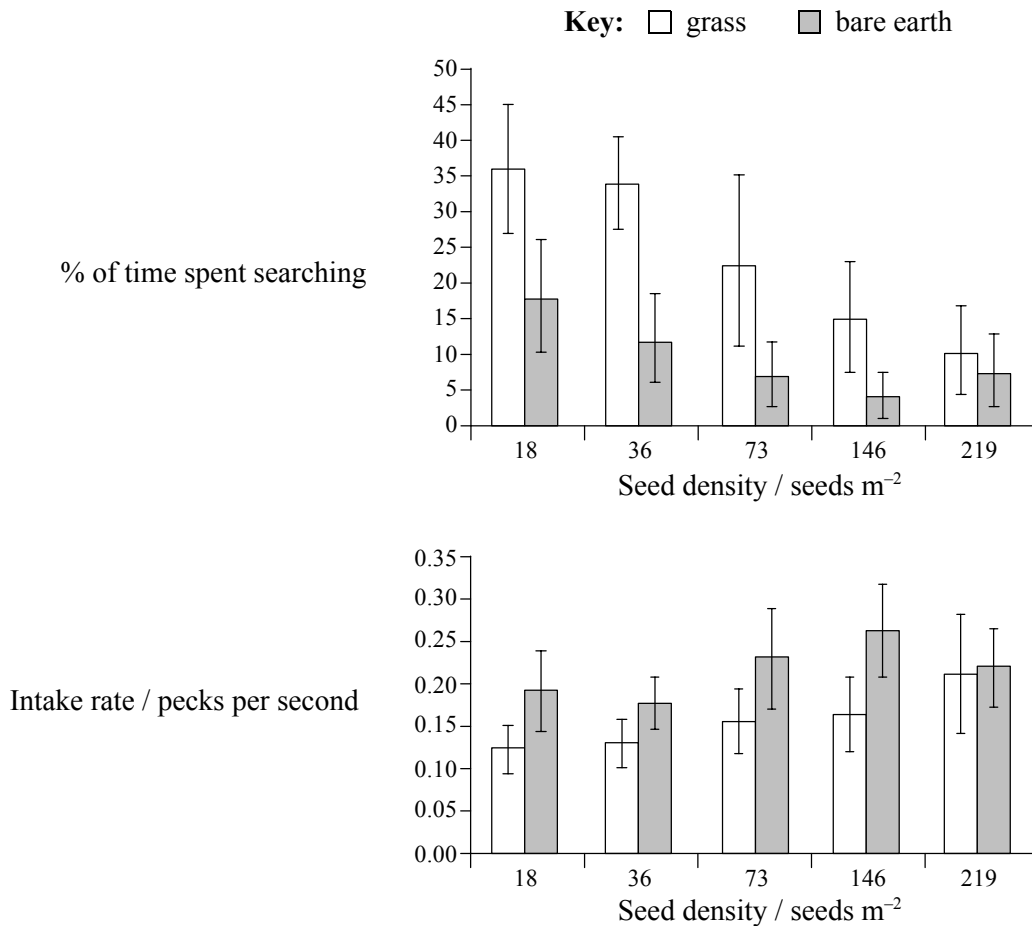 Key: grass bare earth
50
45
40
35
30
25
20
15
10
5
0
% of time spent searching
18 36 73 146 219
Seed density / seeds m⁻²
0.35
0.30
0.25
0.20
0.15
0.10
0.05
0.00
Intake rate / pecks per second
18 36 73 146 219
Seed density / seeds m⁻²